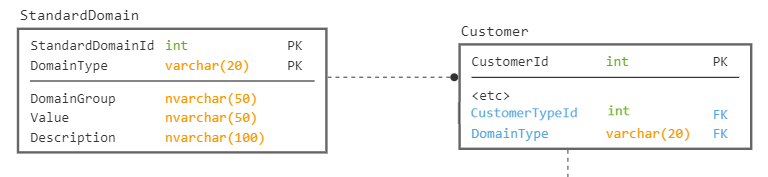 StandardDomain
StandardDomainId int PK
DomainType varchar(20) PK
DomainGroup nvarchar(50)
Value nvarchar(50)
Description nvarchar(100)
Customer
CustomerId int PK
<etc>
CustomerTypeId int FK
DomainType varchar(20) FK